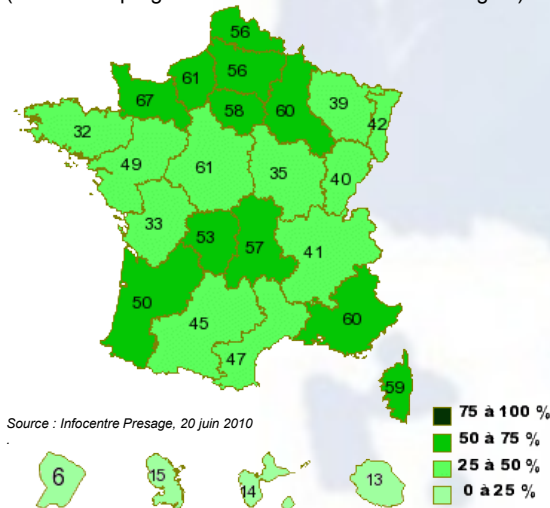 56
61 56
67 58 60 39 42
32
49 61 35 40
33 53 57 41
50 45 47 60
59
Source : Infocentre Presage, 20 juin 2010
.
75 à 100 %
50 à 75 %
25 à 50 %
0 à 25 %
6 15 14 13